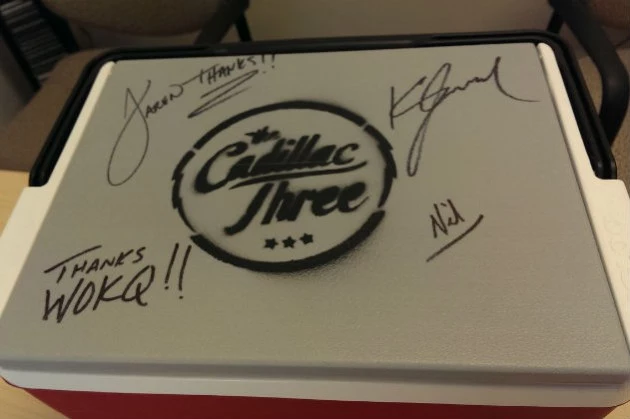 Jaren THANKS!!
the
Cadillac
Three
Neil
THANKS
WOKQ!!